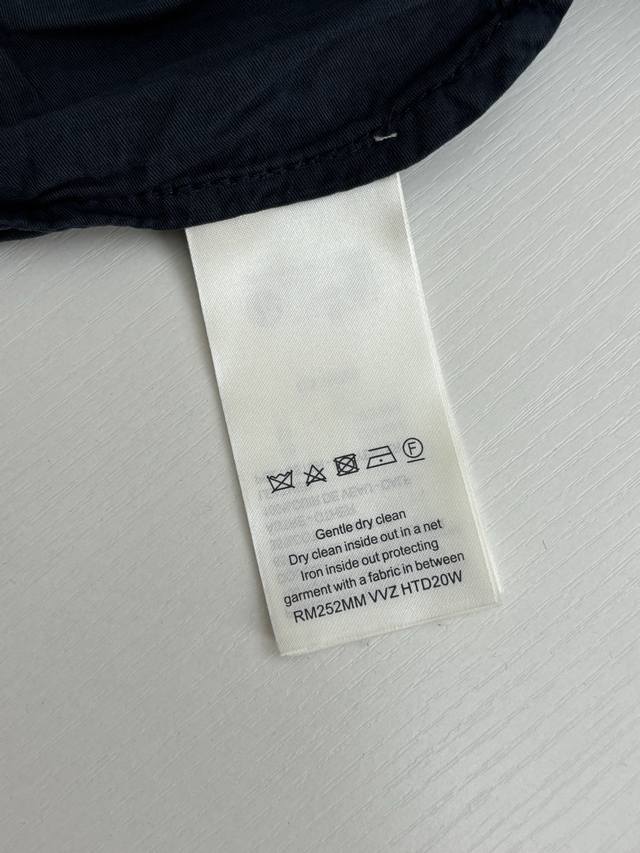 F
Gentle dry clean
Dry clean inside out in a net
Iron inside out protecting
garment with a fabric in between
RM252MM VVZ HTD20W